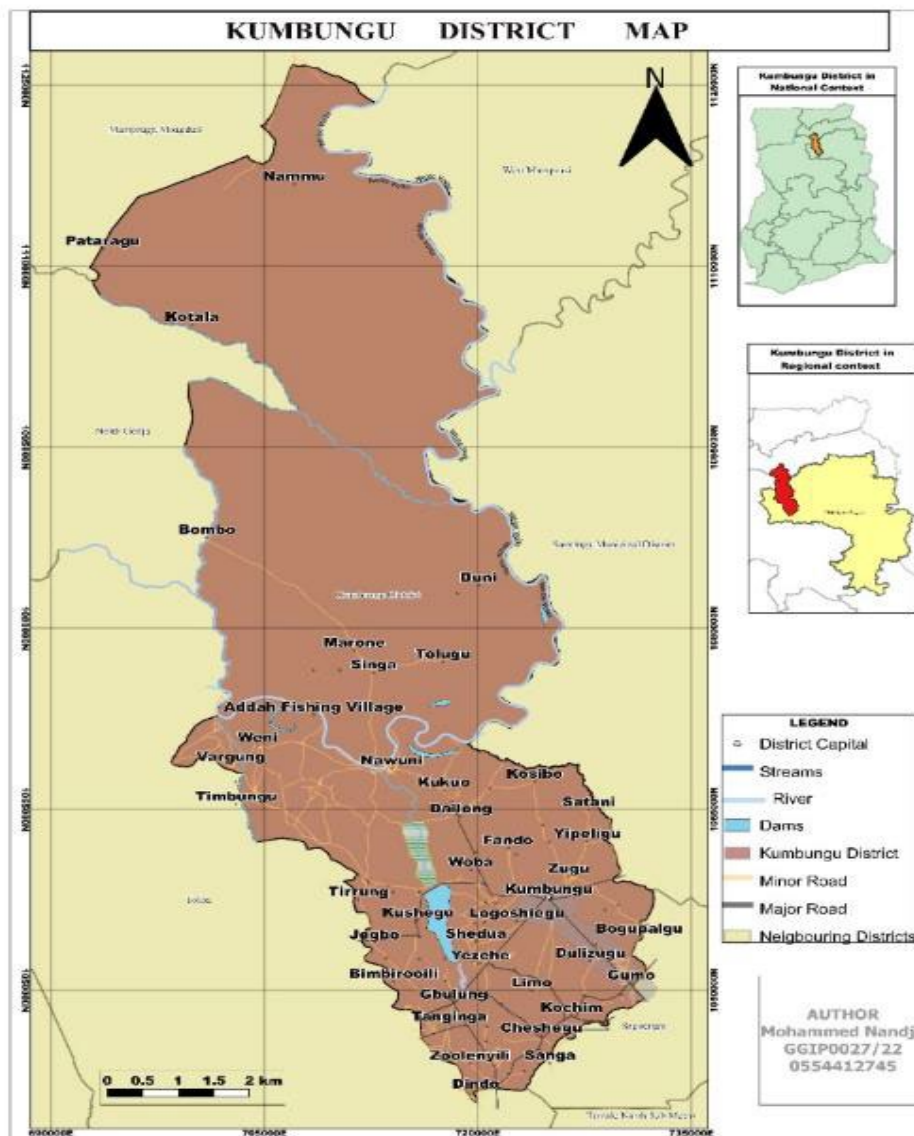 KUMBUNGU DISTRICT MAP
N
Kumbungu District in
National Context
Kumbungu District in
Regional context
Nammu
Pataragu
Kotala
Bombo
Duni
Marone
Tolugu
Singa
Addah Fishing Village
Weni
Vargung
Nawuni
Timbungu
Kukuo
Kosibo
Satani
Fando
Yipeligu
Woba
Zugu
Tirrung
Kumbungu
Kushegu
Logoshiegu
Jegbo
Shedua
Bogupalgu
Yezehe
Dulizugu
Gumo
Bimbirooili
Limo
Gbulung
Kochim
Tanginga
Cheshegu
Zoolenyili
Sanga
Dindo
0 0.5 1 1.5 2 km
690000E
705000E
720000E
735000E
LEGEND
District Capital
Streams
River
Dams
Kumbungu District
Minor Road
Major Road
Neigbouring Districts
AUTHOR
Mohammed Nandj
GGIP0027/22
0554412745